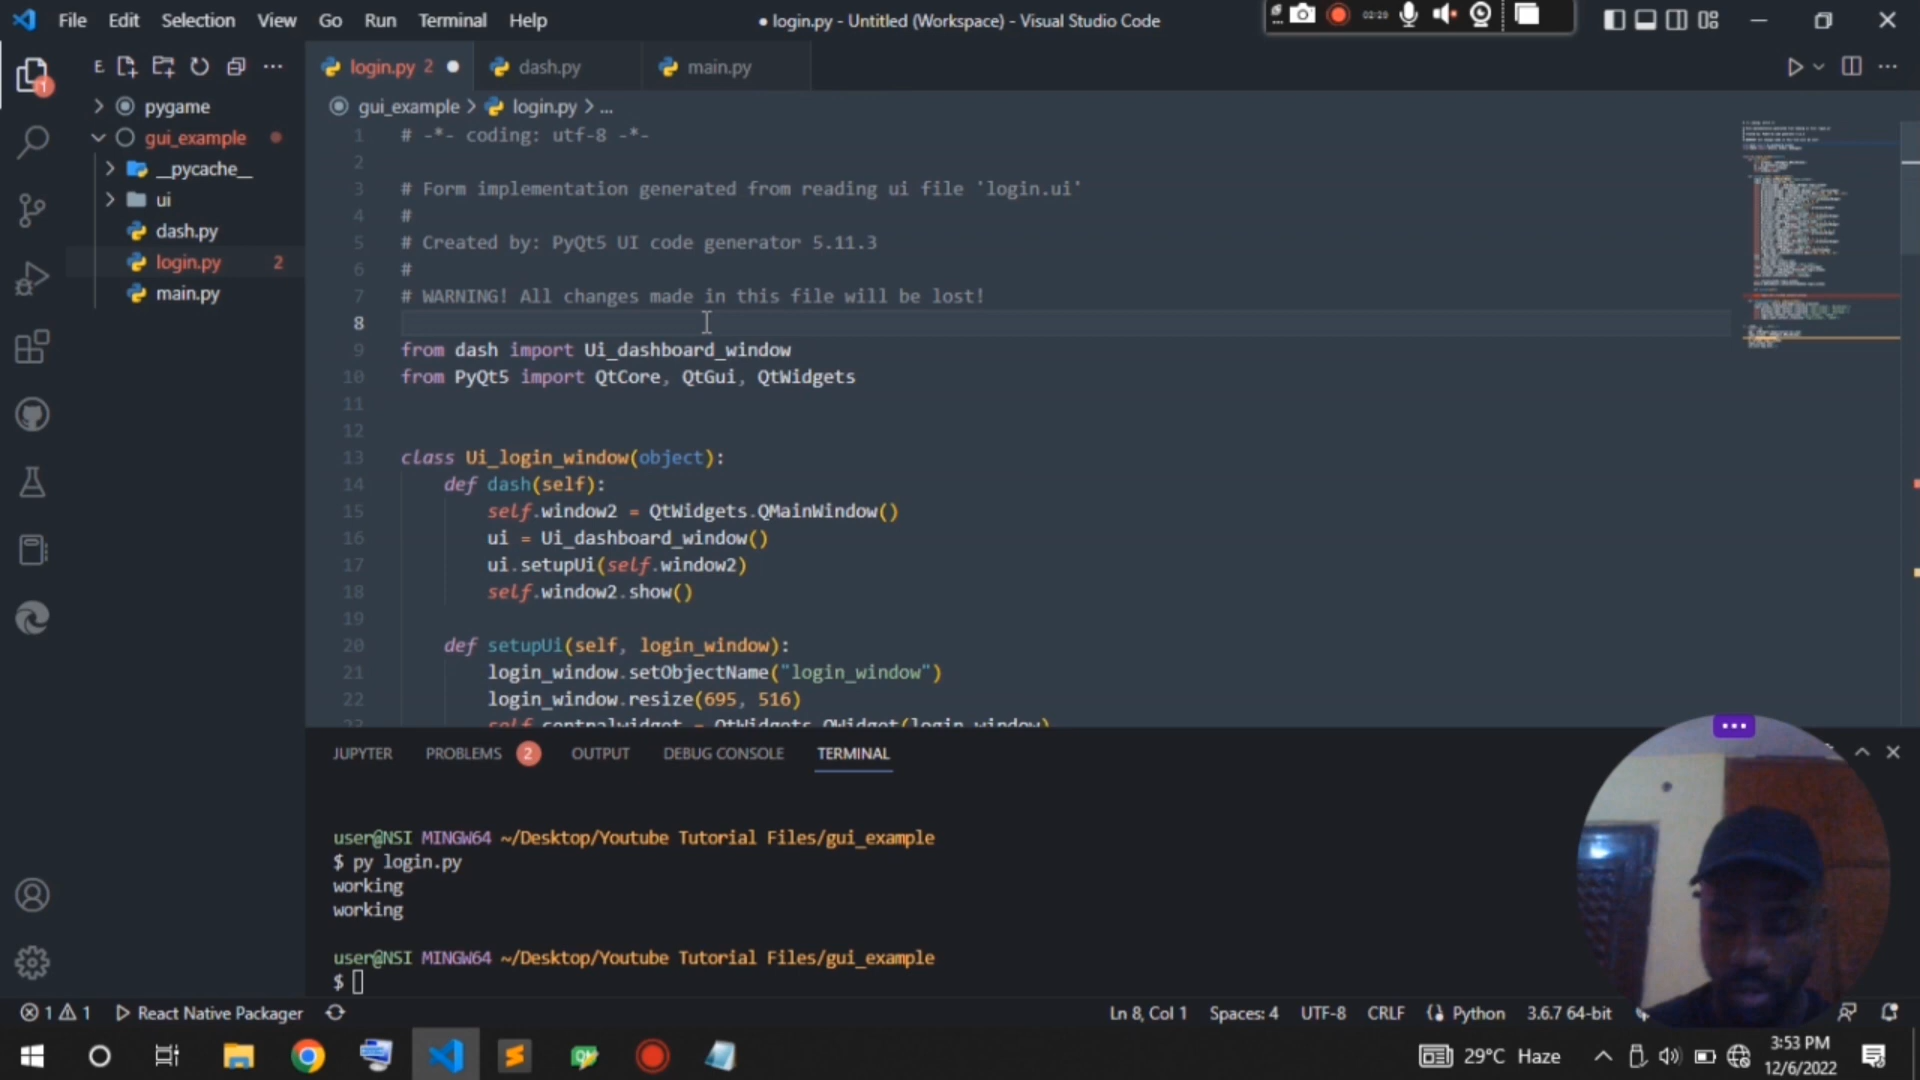 File Edit Selection View Go Run Terminal Help
● login.py - Untitled (Workspace) - Visual Studio Code
02:20
E
login.py 2 ●
dash.py
main.py
pygame
gui_example
__pycache__
ui
dash.py
login.py 2
main.py
1
gui_example > login.py > ...
1 # -*- coding: utf-8 -*-
2
3 # Form implementation generated from reading ui file 'login.ui'
4 #
5 # Created by: PyQt5 UI code generator 5.11.3
6 #
7 # WARNING! All changes made in this file will be lost!
8
9 from dash import Ui_dashboard_window
10 from PyQt5 import QtCore, QtGui, QtWidgets
11
12
13 class Ui_login_window(object):
14 def dash(self):
15 self.window2 = QtWidgets.QMainWindow()
16 ui = Ui_dashboard_window()
17 ui.setupUi(self.window2)
18 self.window2.show()
19
20 def setupUi(self, login_window):
21 login_window.setObjectName("login_window")
22 login_window.resize(695, 516)
23 self.centralwidget = QtWidgets.QWidget(login_window)
JUPYTER PROBLEMS 2 OUTPUT DEBUG CONSOLE TERMINAL
user@NSI MINGW64 ~/Desktop/Youtube Tutorial Files/gui_example
$ py login.py
working
working
user@NSI MINGW64 ~/Desktop/Youtube Tutorial Files/gui_example
$
1 1 React Native Packager
Ln 8, Col 1 Spaces: 4 UTF-8 CRLF Python 3.6.7 64-bit
29°C Haze
3:53 PM
12/6/2022